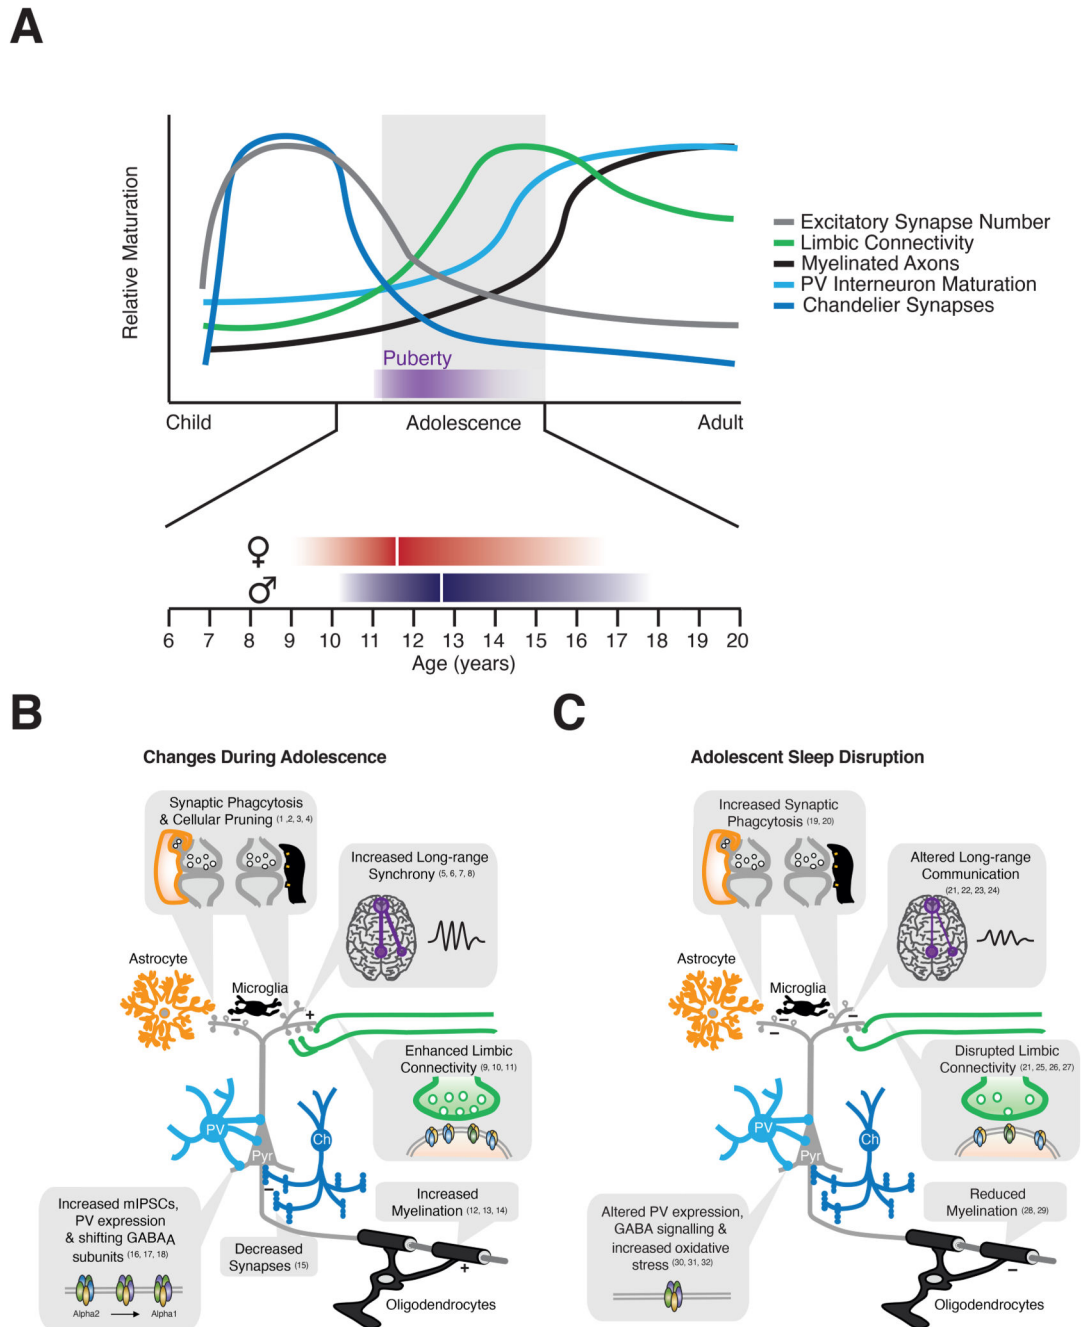 A
Relative Maturation
Excitatory Synapse Number
Limbic Connectivity
Myelinated Axons
PV Interneuron Maturation
Chandelier Synapses
Puberty
Child
Adolescence
Adult
♀
♂
6 7 8 9 10 11 12 13 14 15 16 17 18 19 20
Age (years)
B
Changes During Adolescence
Synaptic Phagcytosis
& Cellular Pruning (1 ,2, 3, 4)
Increased Long-range
Synchrony (5, 6, 7, 8)
Astrocyte
Microglia
−
+
Enhanced Limbic
Connectivity (9, 10, 11)
PV
Ch
Pyr
−
Increased
Myelination (12, 13, 14)
Increased mIPSCs,
PV expression
& shifting GABAA
subunits (16, 17, 18)
Alpha2
Alpha1
Decreased
Synapses (15)
+
Oligodendrocytes
C
Adolescent Sleep Disruption
Increased Synaptic
Phagcytosis (19, 20)
Altered Long-range
Communication
(21, 22, 23, 24)
Astrocyte
Microglia
−
−
−
Disrupted Limbic
Connectivity (21, 25, 26, 27)
PV
Ch
Pyr
Reduced
Myelination (28, 29)
Altered PV expression,
GABA signalling &
increased oxidative
stress (30, 31, 32)
−
Oligodendrocytes